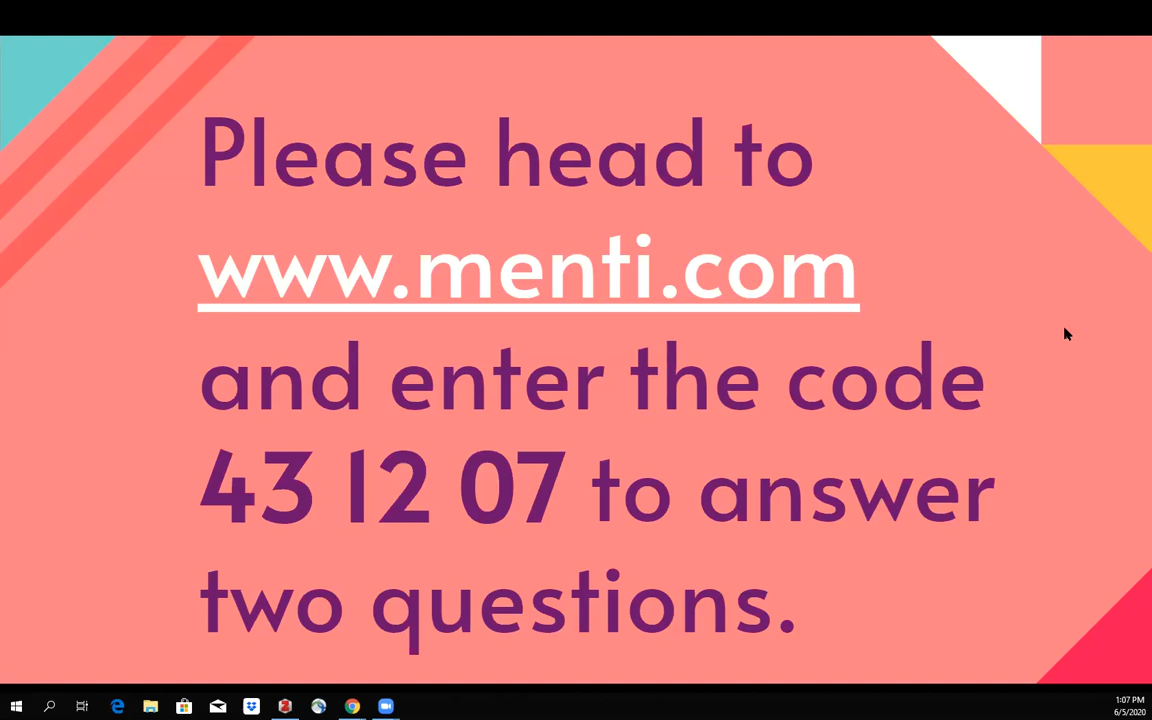 Please head to
www.menti.com
and enter the code
43 12 07 to answer
two questions.
1:07 PM
6/5/2020